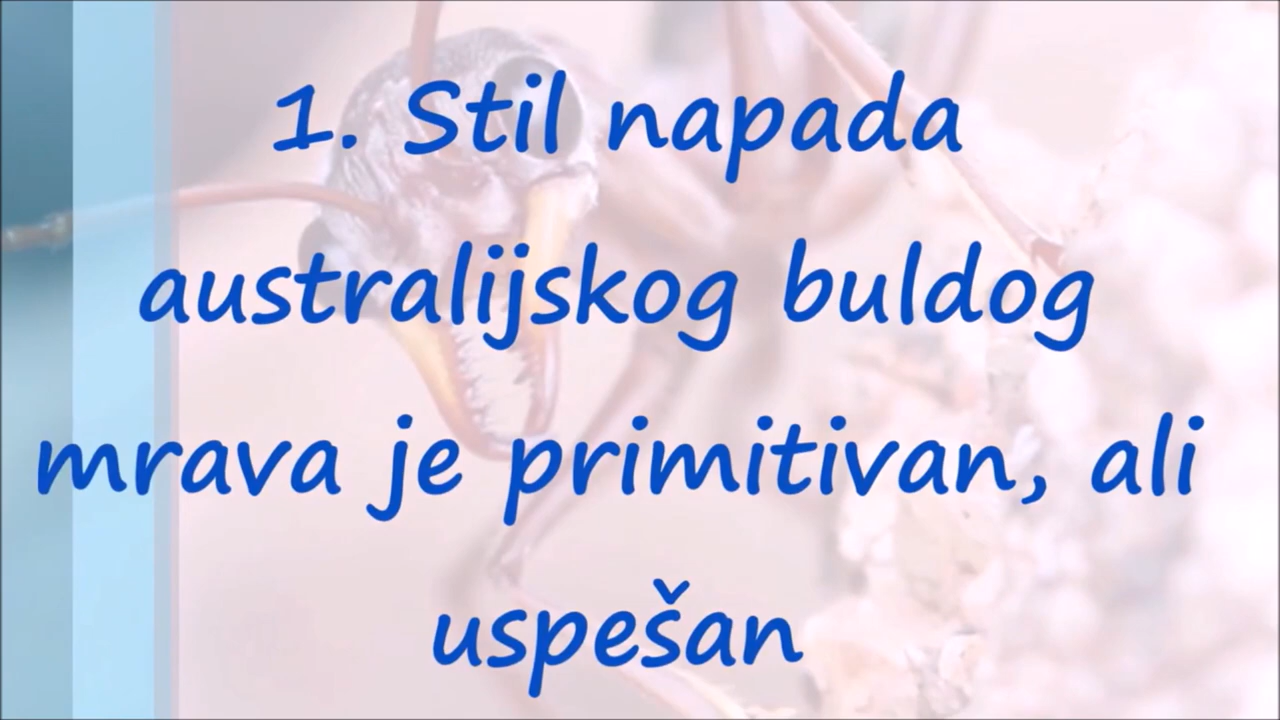 1. Stil napada
australijskog buldog
mrava je primitivan, ali
uspešan